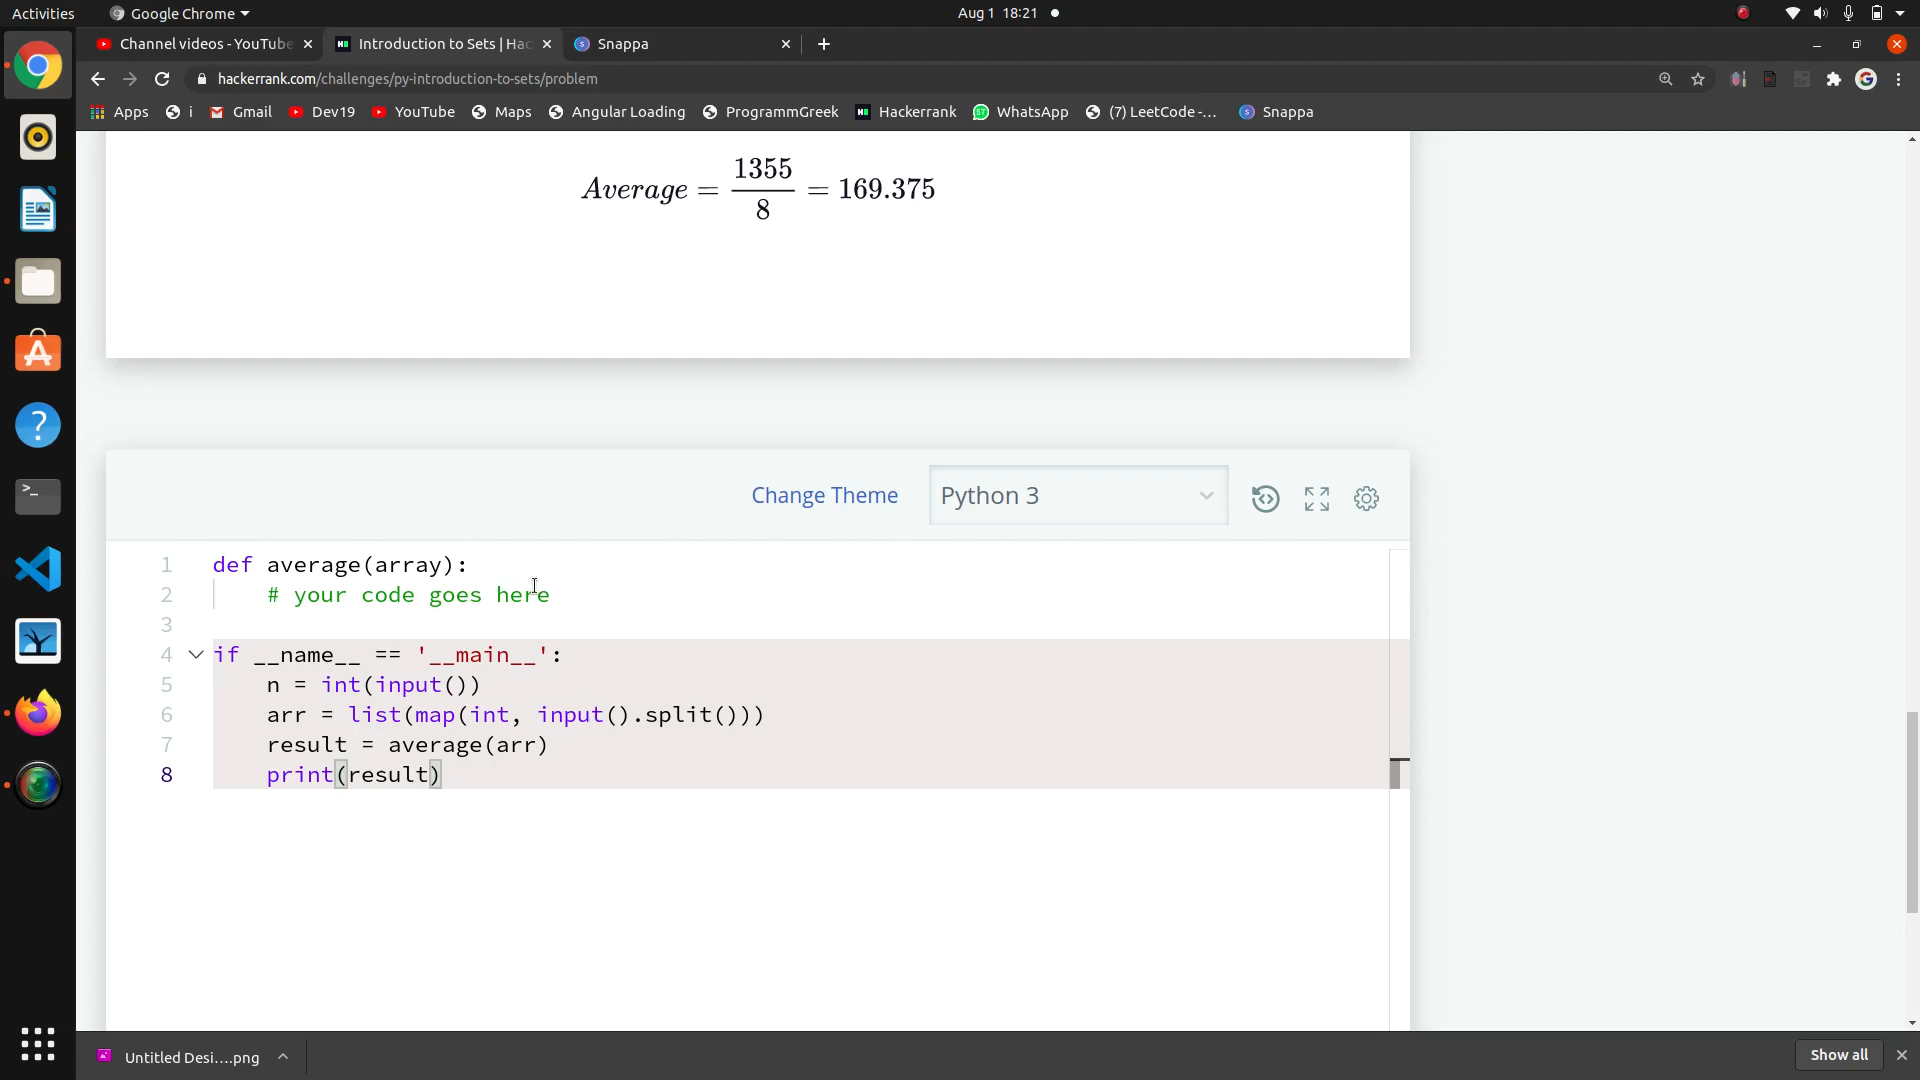 Activities
Google Chrome
Aug 1 18:21
Channel videos - YouTube
Introduction to Sets | Hac
Snappa
hackerrank.com/challenges/py-introduction-to-sets/problem
Apps
i
Gmail
Dev19
YouTube
Maps
Angular Loading
ProgrammGreek
Hackerrank
WhatsApp
(7) LeetCode -...
Snappa
Average = 1355/8 = 169.375
Change Theme
Python 3
1 def average(array):
2 # your code goes here
3
4 if __name__ == '__main__':
5 n = int(input())
6 arr = list(map(int, input().split()))
7 result = average(arr)
8 print(result)
Untitled Desi....png
Show all